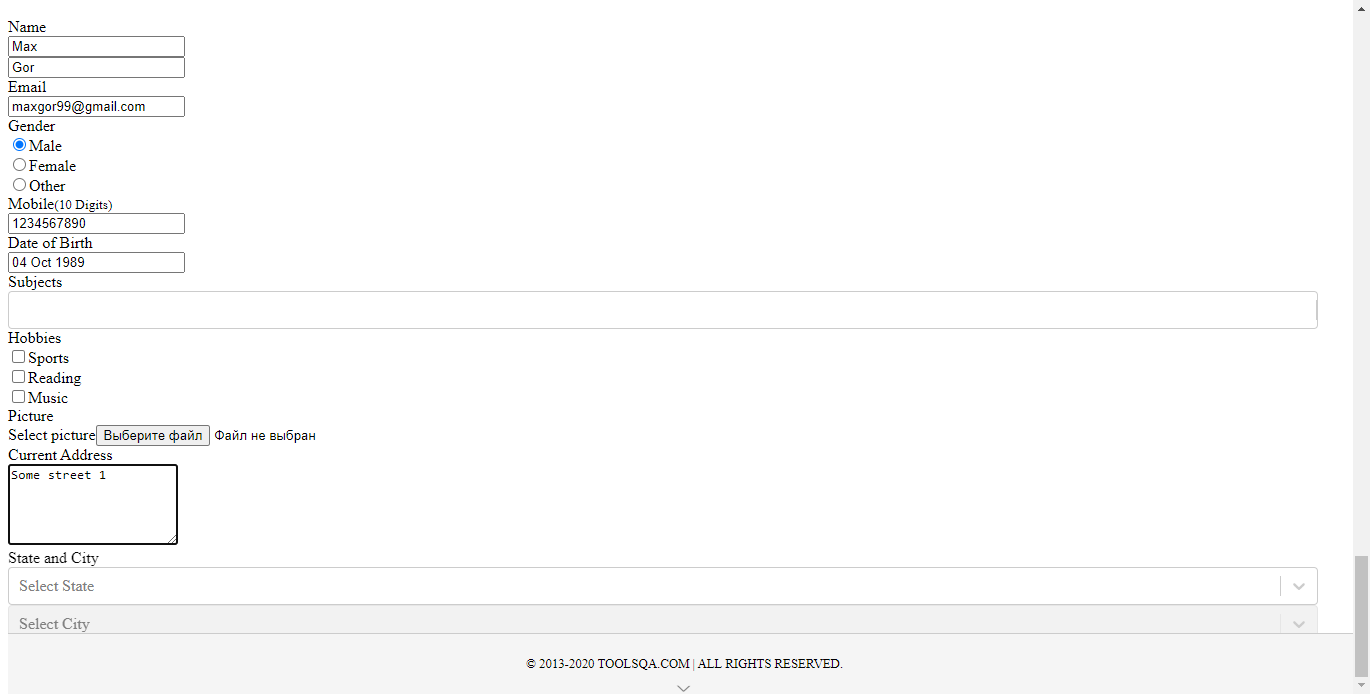 Name
Max
Gor
Email
maxgor99@gmail.com
Gender
Male
Female
Other
Mobile(10 Digits)
1234567890
Date of Birth
04 Oct 1989
Subjects
Hobbies
Sports
Reading
Music
Picture
Select picture Выберите файл Файл не выбран
Current Address
Some street 1
State and City
Select State
Select City
© 2013-2020 TOOLSQA.COM | ALL RIGHTS RESERVED.